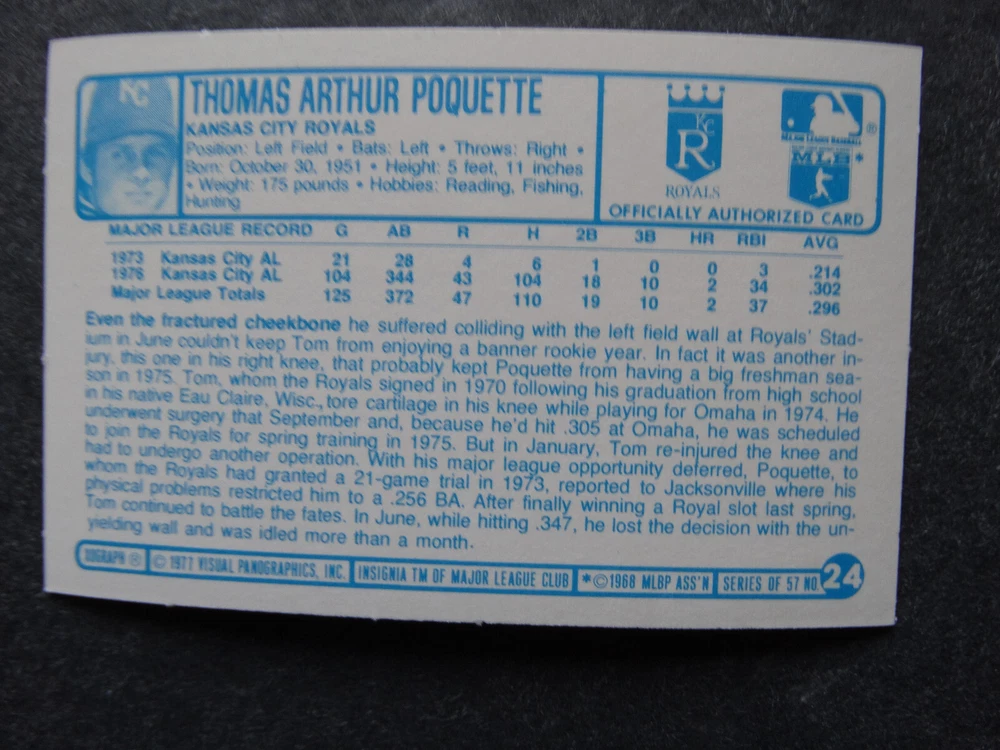 KC
THOMAS ARTHUR POQUETTE
KANSAS CITY ROYALS
Position: Left Field • Bats: Left • Throws: Right •
Born: October 30, 1951 • Height: 5 feet, 11 inches
• Weight: 175 pounds • Hobbies: Reading, Fishing,
Hunting
KC
R
ROYALS
MAJOR LEAGUE BASEBALL ®
MLB *
OFFICIALLY AUTHORIZED CARD
MAJOR LEAGUE RECORD G AB R H 2B 3B HR RBI AVG
1973 Kansas City AL 21 28 4 6 1 0 0 3 .214
1976 Kansas City AL 104 344 43 104 18 10 2 34 .302
Major League Totals 125 372 47 110 19 10 2 37 .296
Even the fractured cheekbone he suffered colliding with the left field wall at Royals' Stad-
ium in June couldn't keep Tom from enjoying a banner rookie year. In fact it was another in-
jury, this one in his right knee, that probably kept Poquette from having a big freshman sea-
son in 1975. Tom, whom the Royals signed in 1970 following his graduation from high school
in his native Eau Claire, Wisc., tore cartilage in his knee while playing for Omaha in 1974. He
underwent surgery that September and, because he'd hit .305 at Omaha, he was scheduled
to join the Royals for spring training in 1975. But in January, Tom re-injured the knee and
had to undergo another operation. With his major league opportunity deferred, Poquette, to
whom the Royals had granted a 21-game trial in 1973, reported to Jacksonville where his
physical problems restricted him to a .256 BA. After finally winning a Royal slot last spring,
Tom continued to battle the fates. In June, while hitting .347, he lost the decision with the un-
yielding wall and was idled more than a month.
XOGRAPH ® © 1977 VISUAL PANOGRAPHICS, INC. INSIGNIA TM OF MAJOR LEAGUE CLUB * © 1968 MLBP ASS'N SERIES OF 57 NO. 24